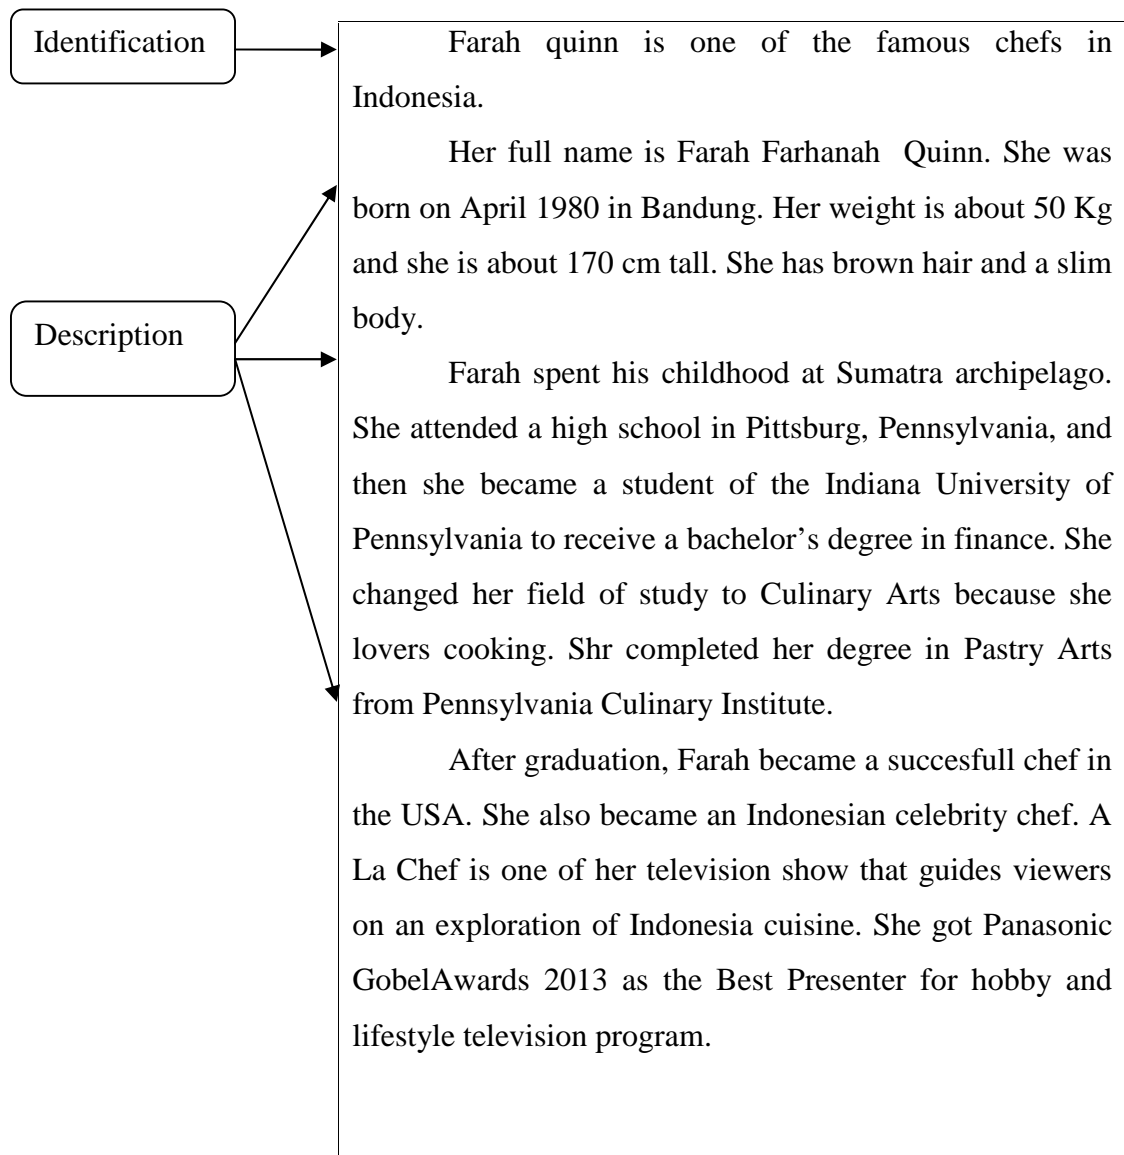 Identification
Farah quinn is one of the famous chefs in
Indonesia.
Her full name is Farah Farhanah Quinn. She was
born on April 1980 in Bandung. Her weight is about 50 Kg
and she is about 170 cm tall. She has brown hair and a slim
body.
Description
Farah spent his childhood at Sumatra archipelago.
She attended a high school in Pittsburg, Pennsylvania, and
then she became a student of the Indiana University of
Pennsylvania to receive a bachelor’s degree in finance. She
changed her field of study to Culinary Arts because she
lovers cooking. Shr completed her degree in Pastry Arts
from Pennsylvania Culinary Institute.
After graduation, Farah became a succesfull chef in
the USA. She also became an Indonesian celebrity chef. A
La Chef is one of her television show that guides viewers
on an exploration of Indonesia cuisine. She got Panasonic
GobelAwards 2013 as the Best Presenter for hobby and
lifestyle television program.